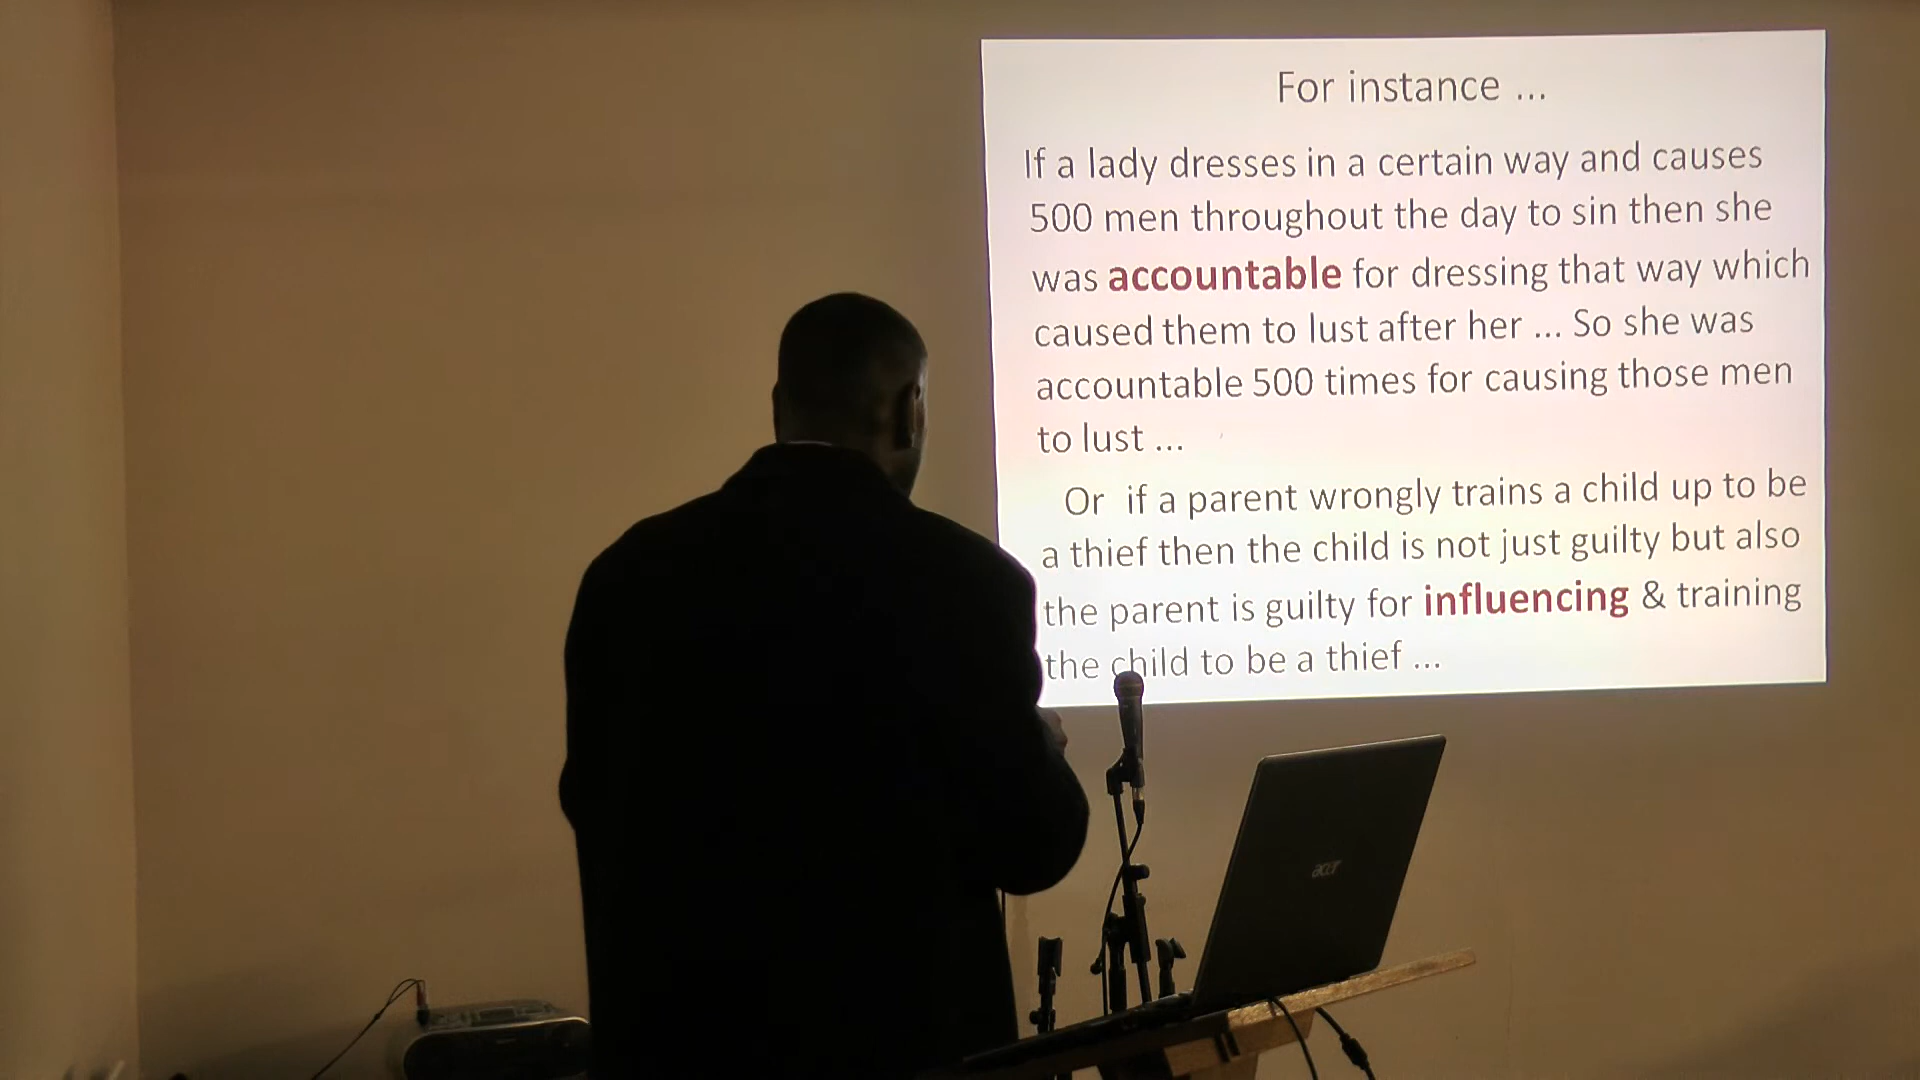 For instance ...
If a lady dresses in a certain way and causes
500 men throughout the day to sin then she
was accountable for dressing that way which
caused them to lust after her ... So she was
accountable 500 times for causing those men
to lust ...
Or if a parent wrongly trains a child up to be
a thief then the child is not just guilty but also
the parent is guilty for influencing & training
the child to be a thief ...
acer